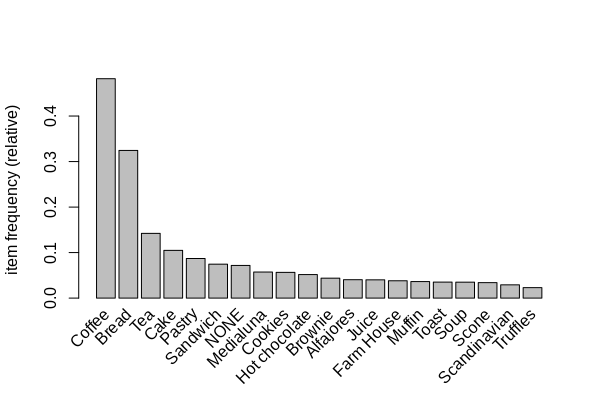 item frequency (relative)
0.4
0.3
0.2
0.1
0.0
Coffee
Bread
Tea
Cake
Pastry
Sandwich
NONE
Medialuna
Cookies
Hot chocolate
Brownie
Alfajores
Juice
Farm House
Muffin
Toast
Soup
Scone
Scandinavian
Truffles